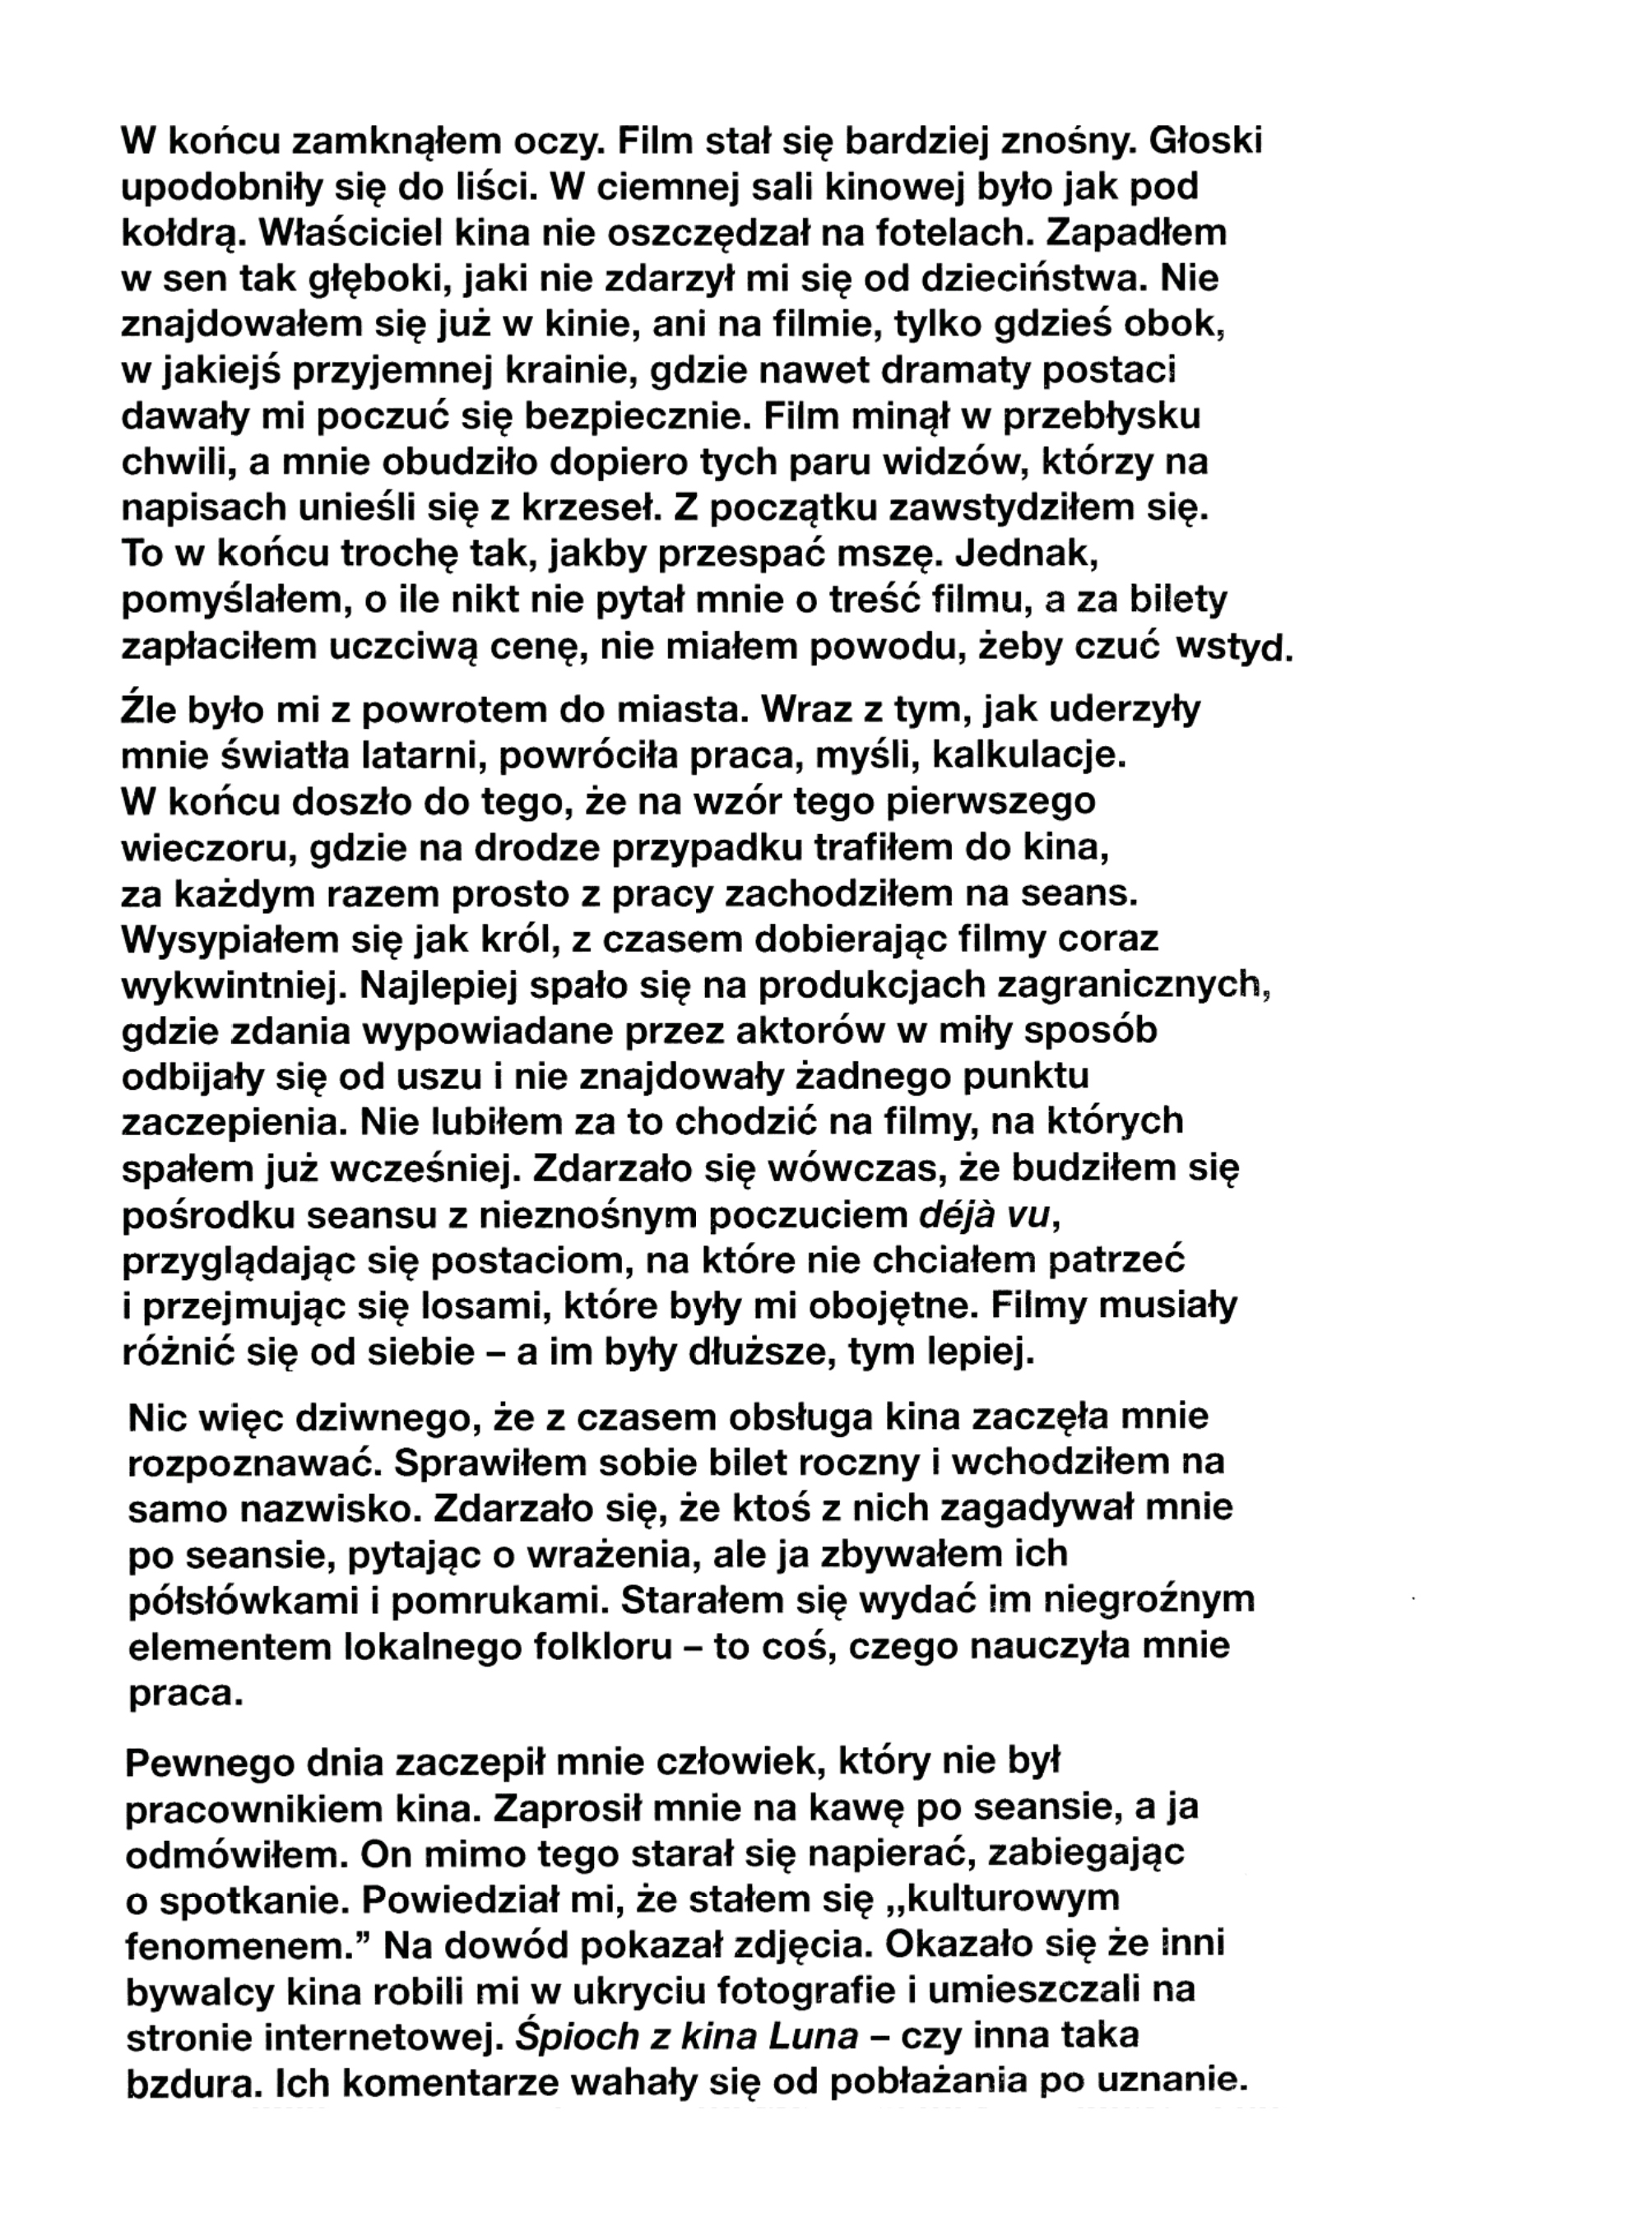 W końcu zamknąłem oczy. Film stał się bardziej znośny. Głoski
upodobniły się do liści. W ciemnej sali kinowej było jak pod
kołdrą. Właściciel kina nie oszczędzał na fotelach. Zapadłem
w sen tak głęboki, jaki nie zdarzył mi się od dzieciństwa. Nie
znajdowałem się już w kinie, ani na filmie, tylko gdzieś obok,
w jakiejś przyjemnej krainie, gdzie nawet dramaty postaci
dawały mi poczuć się bezpiecznie. Film minął w przebłysku
chwili, a mnie obudziło dopiero tych paru widzów, którzy na
napisach unieśli się z krzeseł. Z początku zawstydziłem się.
To w końcu trochę tak, jakby przespać mszę. Jednak,
pomyślałem, o ile nikt nie pytał mnie o treść filmu, a za bilety
zapłaciłem uczciwą cenę, nie miałem powodu, żeby czuć wstyd.
Źle było mi z powrotem do miasta. Wraz z tym, jak uderzyły
mnie światła latarni, powróciła praca, myśli, kalkulacje.
W końcu doszło do tego, że na wzór tego pierwszego
wieczoru, gdzie na drodze przypadku trafiłem do kina,
za każdym razem prosto z pracy zachodziłem na seans.
Wysypiałem się jak król, z czasem dobierając filmy coraz
wykwintniej. Najlepiej spało się na produkcjach zagranicznych,
gdzie zdania wypowiadane przez aktorów w miły sposób
odbijały się od uszu i nie znajdowały żadnego punktu
zaczepienia. Nie lubiłem za to chodzić na filmy, na których
spałem już wcześniej. Zdarzało się wówczas, że budziłem się
pośrodku seansu z nieznośnym poczuciem déjà vu,
przyglądając się postaciom, na które nie chciałem patrzeć
i przejmując się losami, które były mi obojętne. Filmy musiały
różnić się od siebie – a im były dłuższe, tym lepiej.
Nic więc dziwnego, że z czasem obsługa kina zaczęła mnie
rozpoznawać. Sprawiłem sobie bilet roczny i wchodziłem na
samo nazwisko. Zdarzało się, że ktoś z nich zagadywał mnie
po seansie, pytając o wrażenia, ale ja zbywałem ich
półsłówkami i pomrukami. Starałem się wydać im niegroźnym
elementem lokalnego folkloru – to coś, czego nauczyła mnie
praca.
Pewnego dnia zaczepił mnie człowiek, który nie był
pracownikiem kina. Zaprosił mnie na kawę po seansie, a ja
odmówiłem. On mimo tego starał się napierać, zabiegając
o spotkanie. Powiedział mi, że stałem się „kulturowym
fenomenem.” Na dowód pokazał zdjęcia. Okazało się że inni
bywalcy kina robili mi w ukryciu fotografie i umieszczali na
stronie internetowej. Śpioch z kina Luna – czy inna taka
bzdura. Ich komentarze wahały się od pobłażania po uznanie.